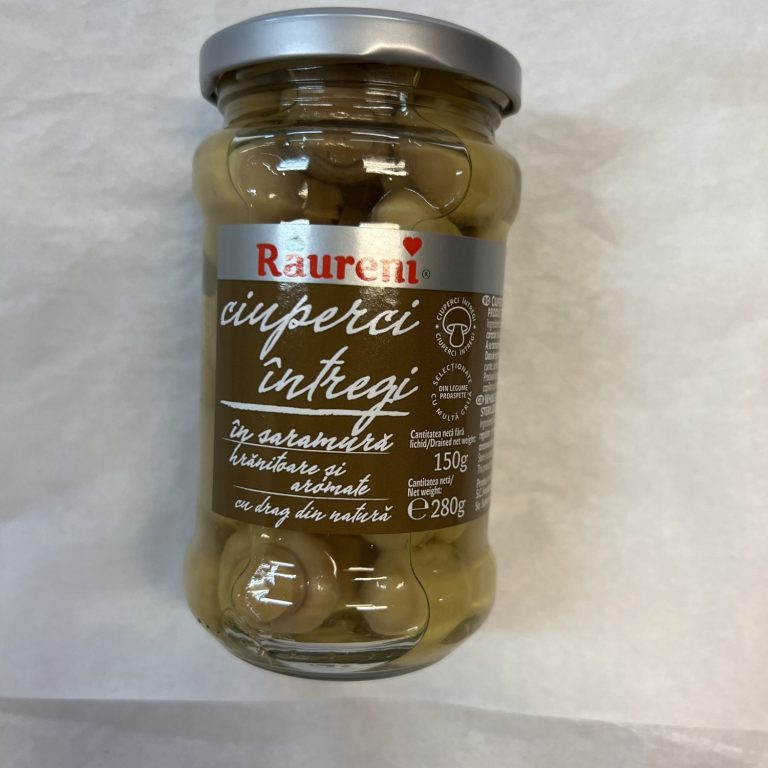 Raureni®
ciuperci
întregi
în saramură
hrănitoare și
aromate
cu drag din natură
CIUPERCI ÎNTREGI
CIUPERCI ÎNTREGI
SELECȚIONATE
DIN LEGUME
PROASPETE
CU MULTĂ GRIJĂ
Cantitatea netă fără
lichid/Drained net weight:
150g
Cantitatea netă/
Net weight:
℮280g